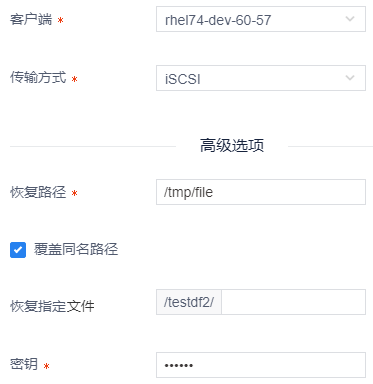 客户端 * rhel74-dev-60-57
传输方式 * iSCSI
高级选项
恢复路径 * /tmp/file
覆盖同名路径
恢复指定文件 /testdf2/
密钥 * ••••••